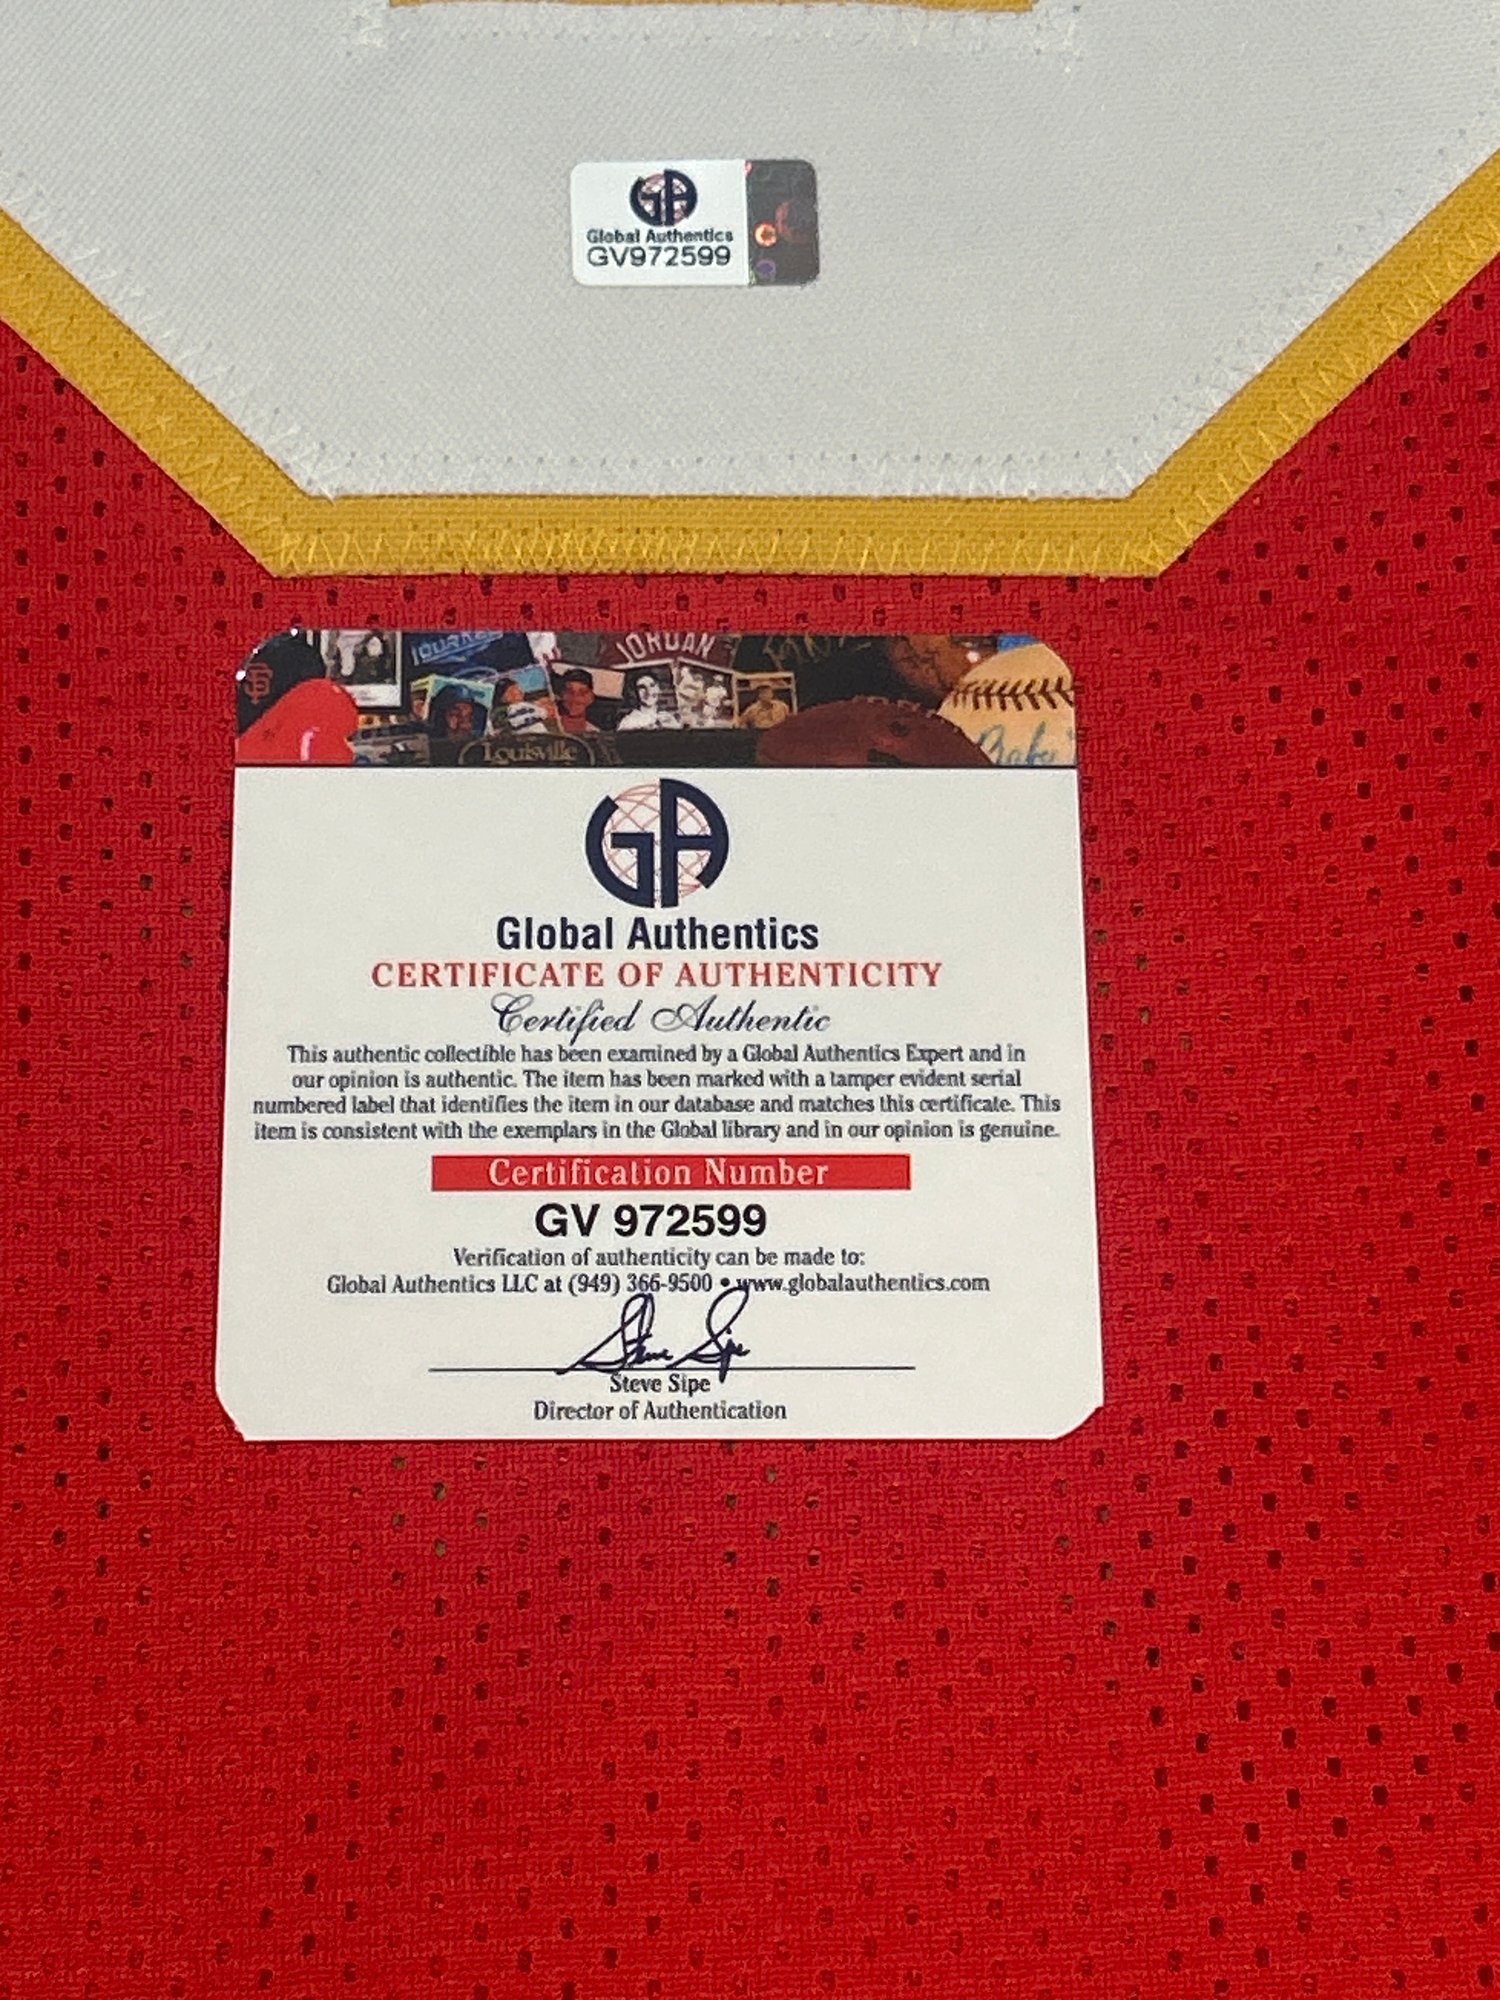 GA
Global Authentics
GV972599
JORDAN
Louisville
GA
Global Authentics
CERTIFICATE OF AUTHENTICITY
Certified Authentic
This authentic collectible has been examined by a Global Authentics Expert and in
our opinion is authentic. The item has been marked with a tamper evident serial
numbered label that identifies the item in our database and matches this certificate. This
item is consistent with the exemplars in the Global library and in our opinion is genuine.
Certification Number
GV 972599
Verification of authenticity can be made to:
Global Authentics LLC at (949) 366-9500 • www.globalauthentics.com
Steve Sipe
Steve Sipe
Director of Authentication